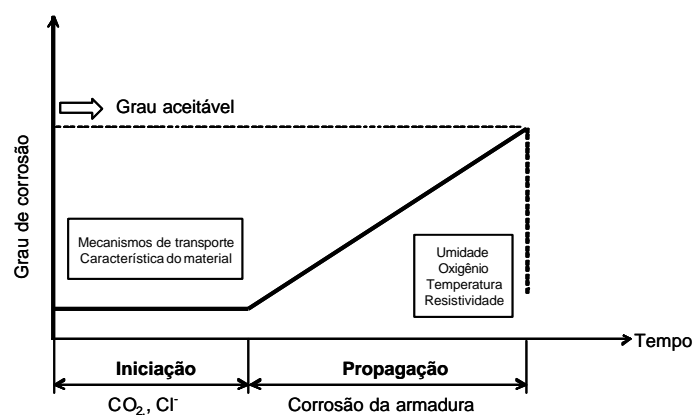 Grau aceitável
Grau de corrosão
Mecanismos de transporte
Característica do material
Umidade
Oxigênio
Temperatura
Resistividade
Tempo
Iniciação
Propagação
CO₂, Cl⁻
Corrosão da armadura